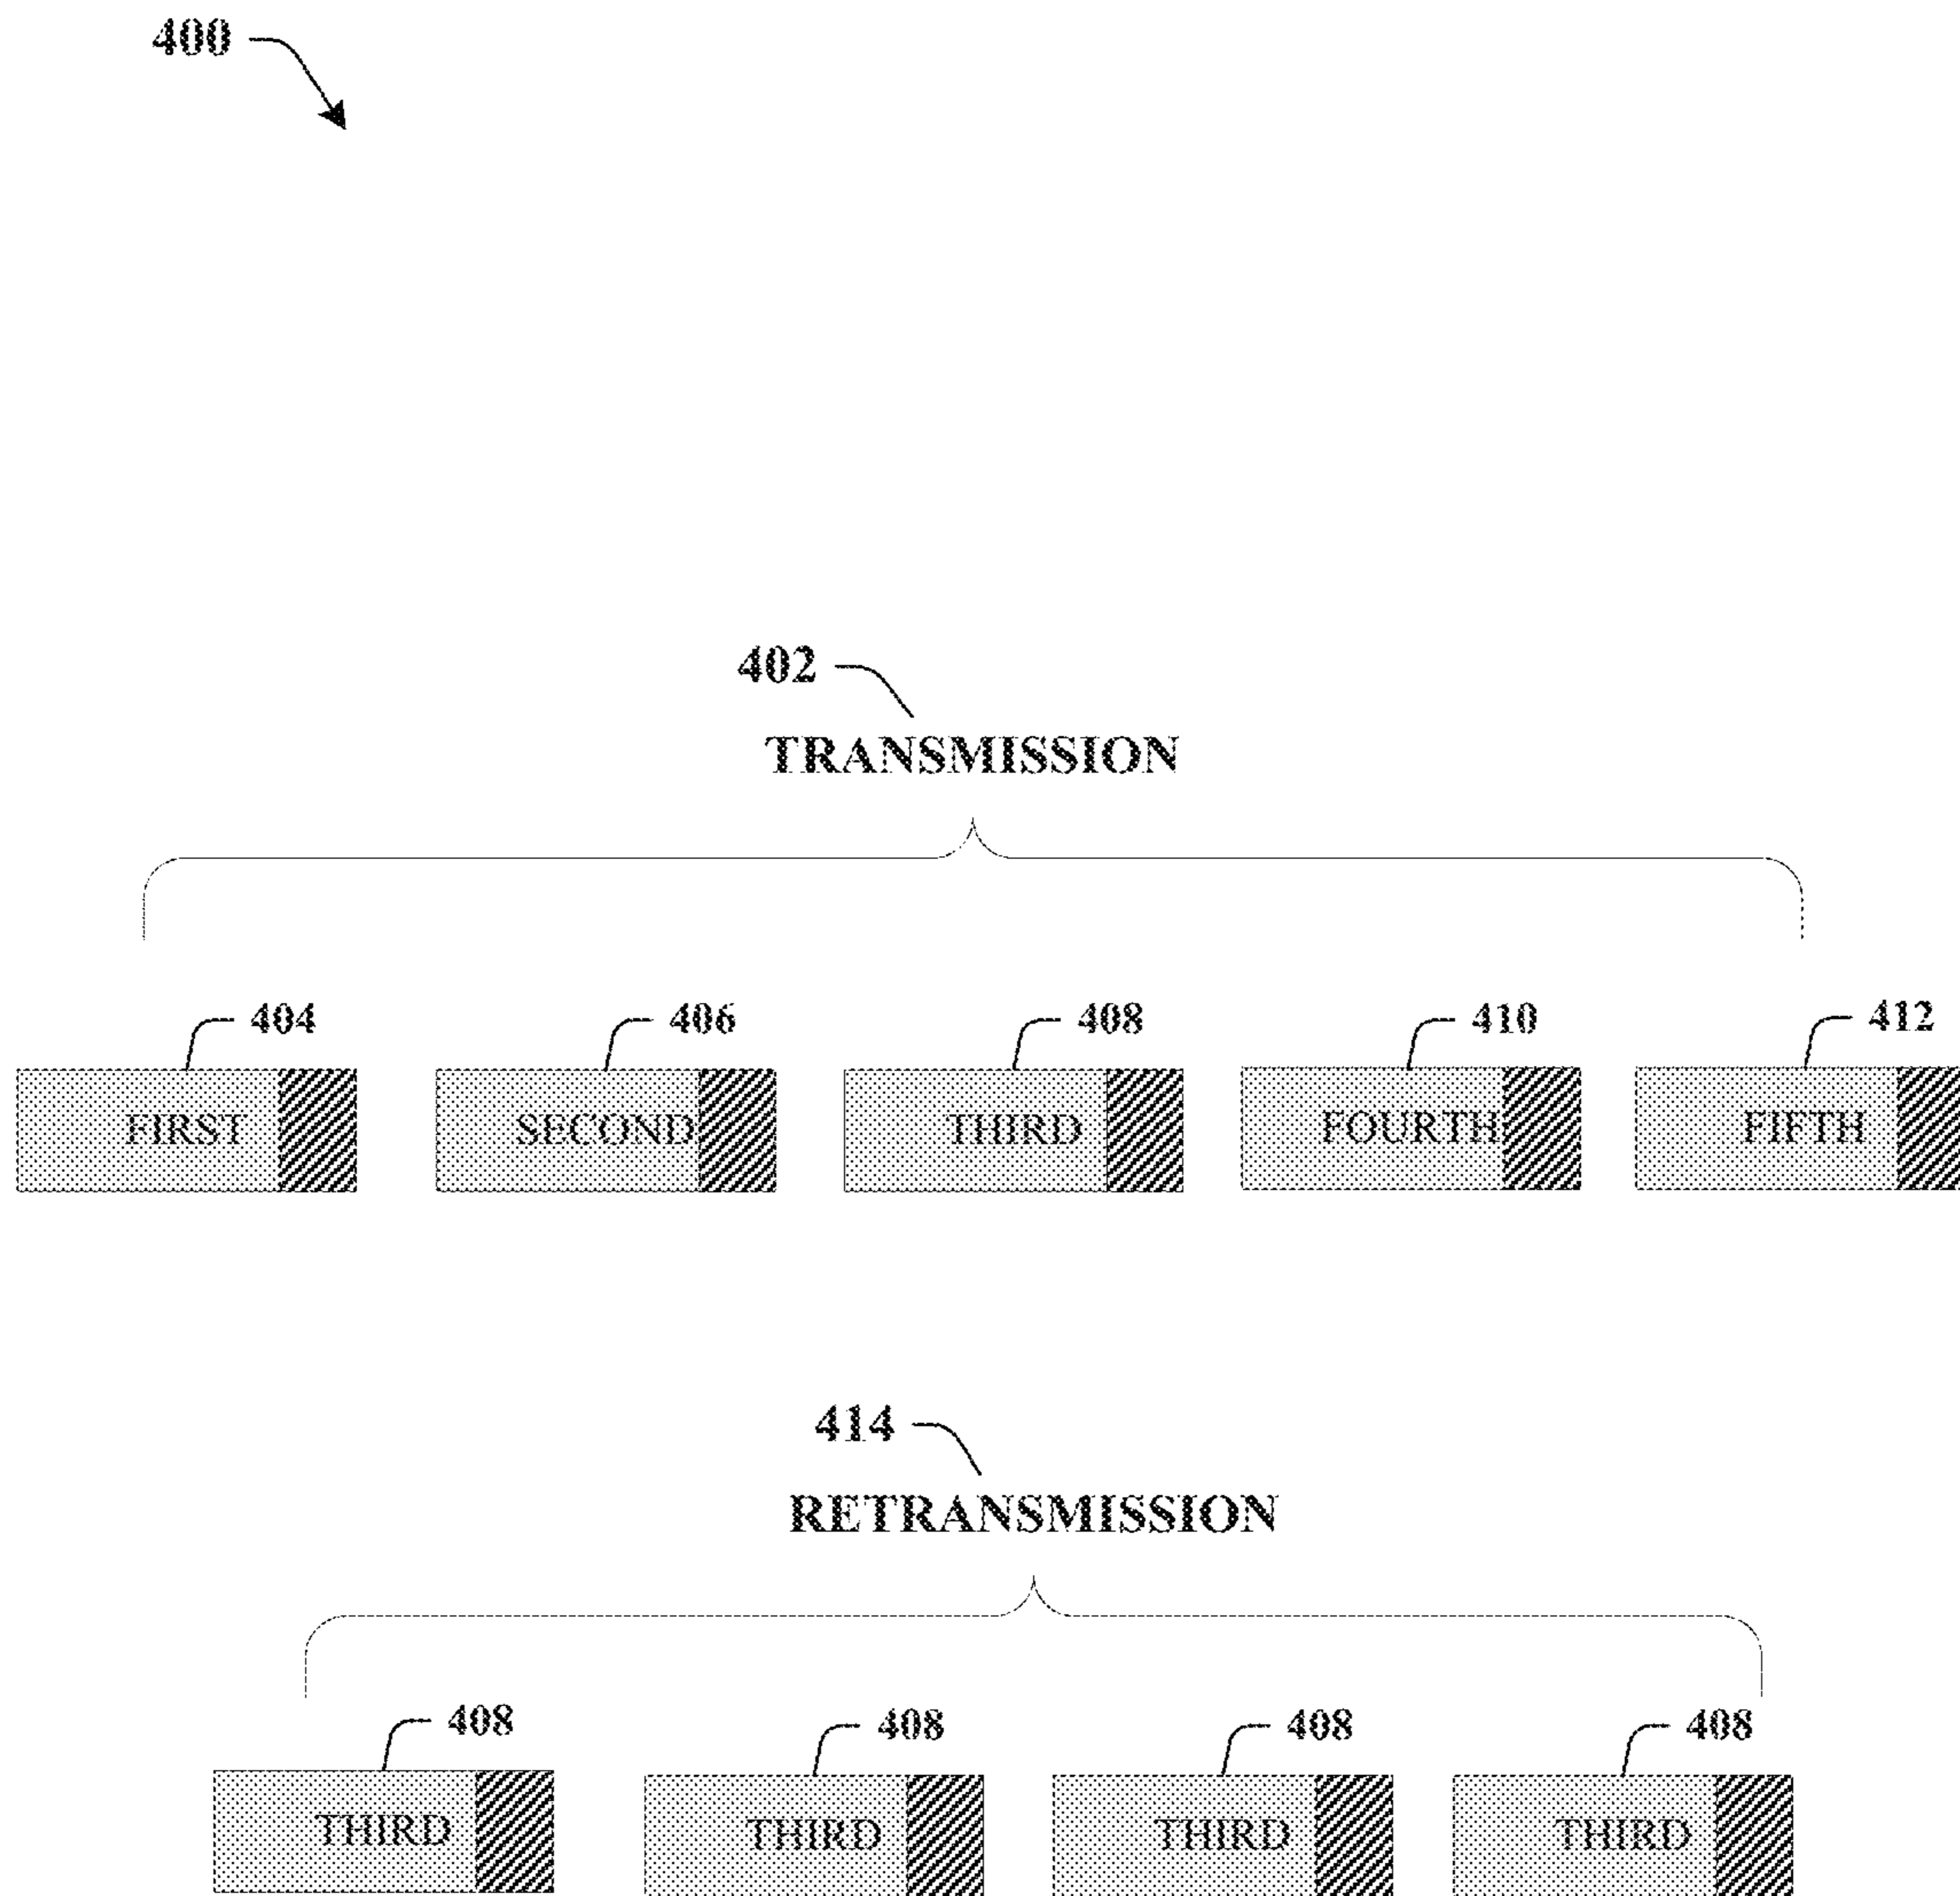 400
402
TRANSMISSION
404 406 408 410 412
FIRST SECOND THIRD FOURTH FIFTH
414
RETRANSMISSION
408 408 408 408
THIRD THIRD THIRD THIRD